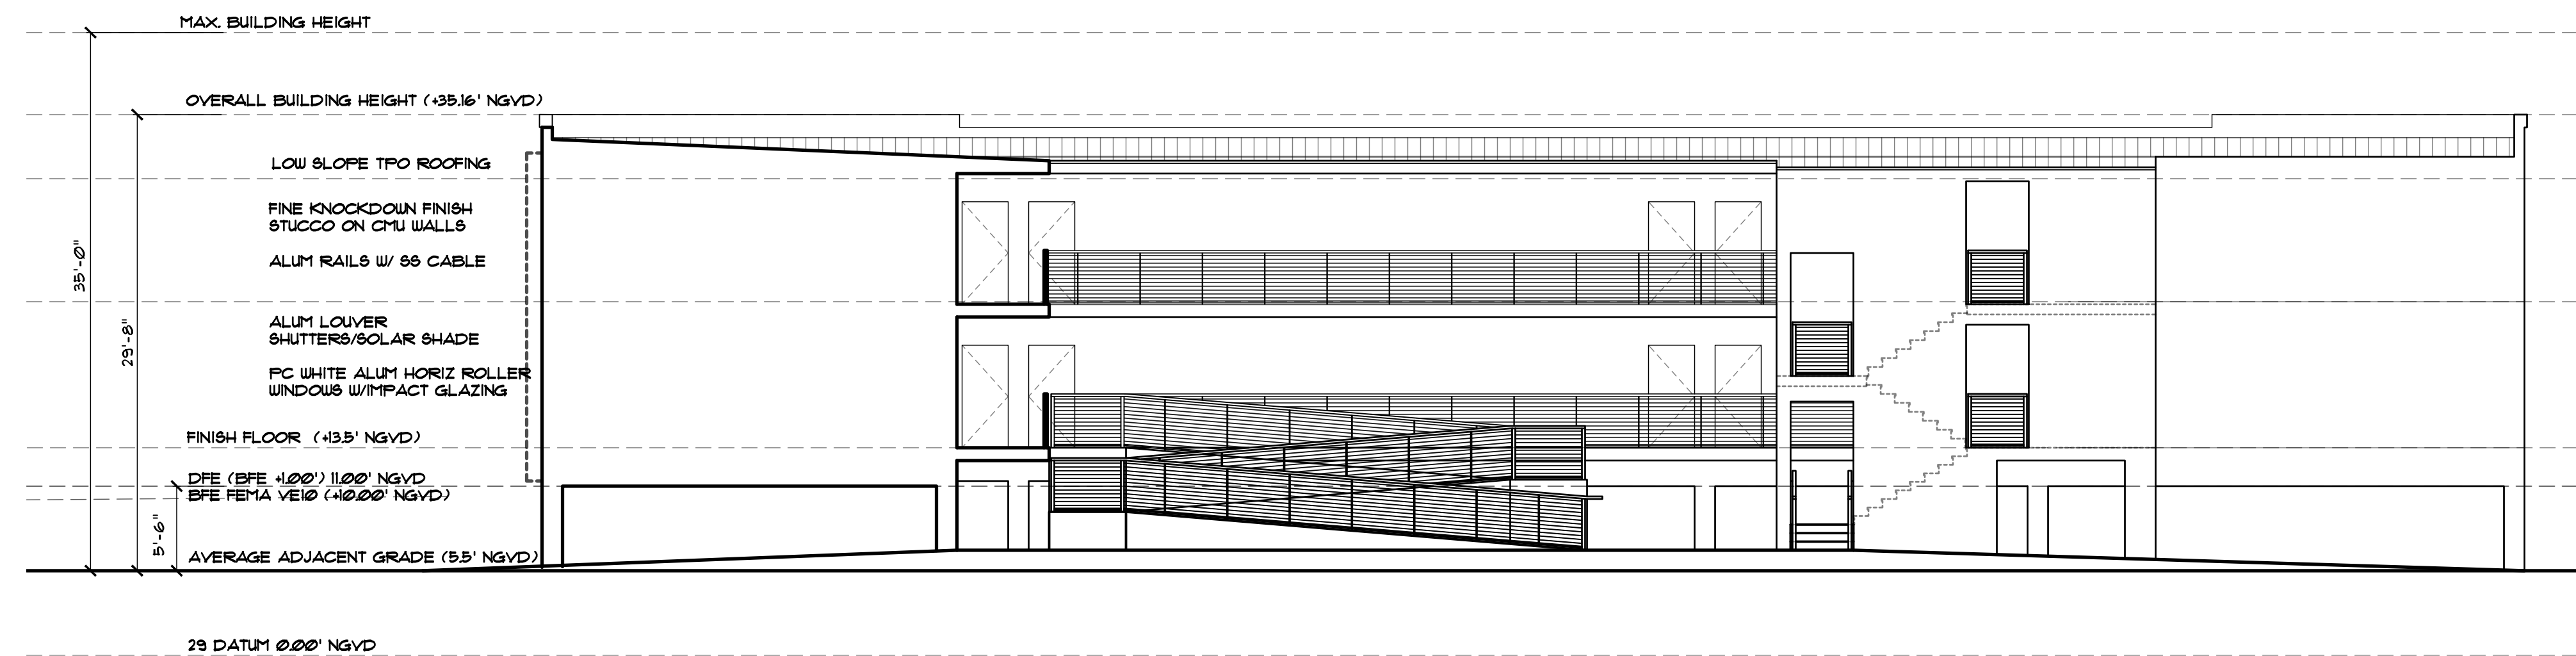 MAX. BUILDING HEIGHT
OVERALL BUILDING HEIGHT (+35.16' NGVD)
LOW SLOPE TPO ROOFING
FINE KNOCKDOWN FINISH
STUCCO ON CMU WALLS
35'-0"
ALUM RAILS W/ SS CABLE
29'-8"
ALUM LOUVER
SHUTTERS/SOLAR SHADE
PC WHITE ALUM HORIZ ROLLER
WINDOWS W/IMPACT GLAZING
FINISH FLOOR (+13.5' NGVD)
DFE (BFE +1.00') 11.00' NGVD
BFE FEMA VE10 (+10.00' NGVD)
5'-6"
AVERAGE ADJACENT GRADE (5.5' NGVD)
29 DATUM 0.00' NGVD